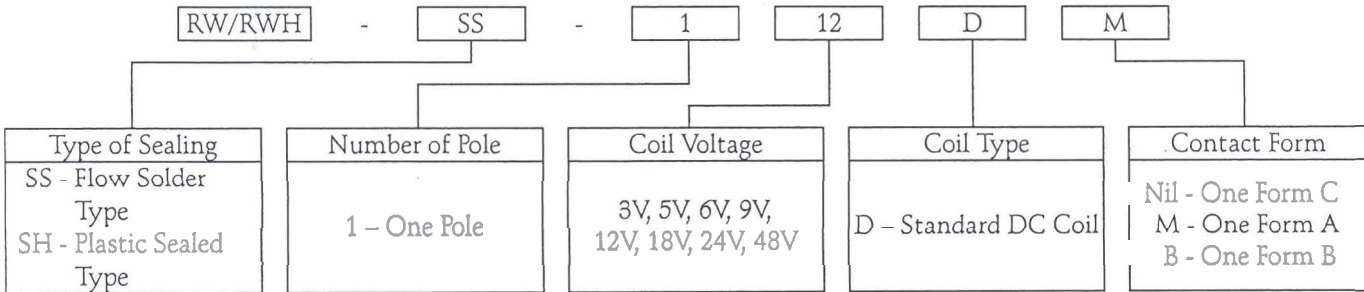 RW/RWH - SS - 1 12 D M
Type of Sealing
SS - Flow Solder
Type
SH - Plastic Sealed
Type
Number of Pole
1 – One Pole
Coil Voltage
3V, 5V, 6V, 9V,
12V, 18V, 24V, 48V
Coil Type
D – Standard DC Coil
Contact Form
Nil - One Form C
M - One Form A
B - One Form B